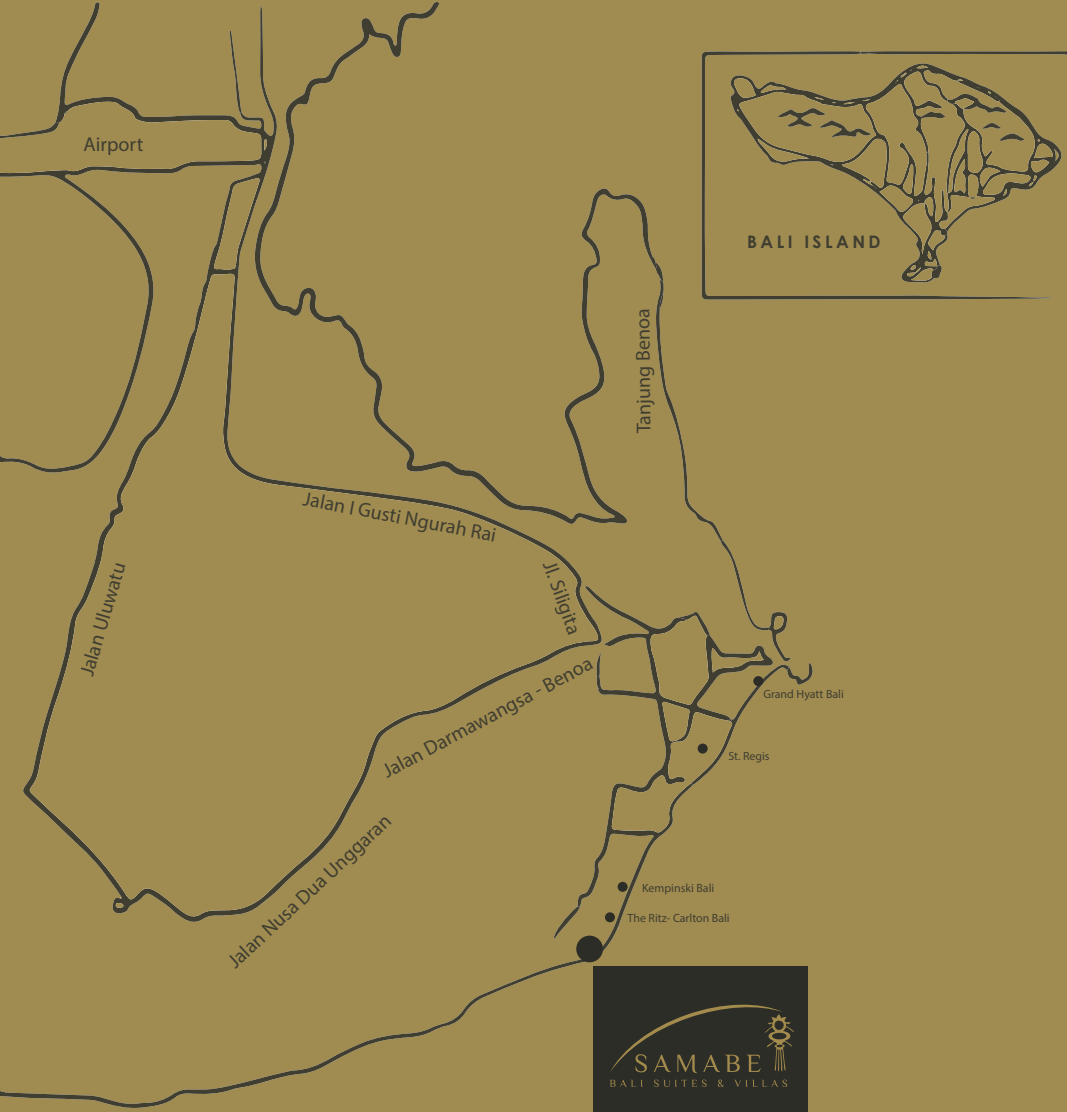 Airport
BALI ISLAND
Tanjung Benoa
Jalan I Gusti Ngurah Rai
Jl. Siligita
Jalan Uluwatu
Jalan Darmawangsa - Benoa
Grand Hyatt Bali
St. Regis
Jalan Nusa Dua Unggaran
Kempinski Bali
The Ritz- Carlton Bali
SAMABE
BALI SUITES & VILLAS